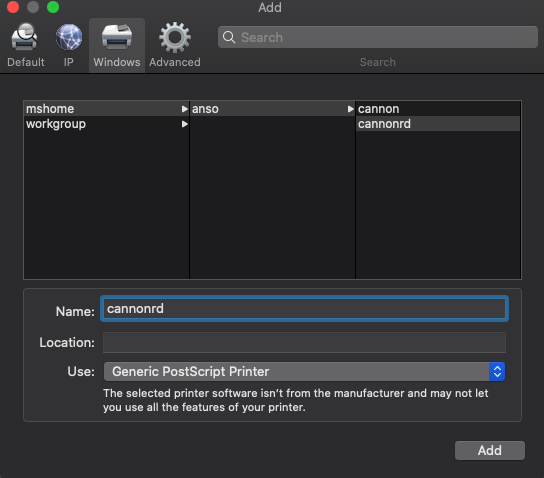 Add
Default
IP
Windows
Advanced
Search
Search
mshome
anso
cannon
workgroup
cannonrd
Name: cannonrd
Location:
Use: Generic PostScript Printer
The selected printer software isn't from the manufacturer and may not let
you use all the features of your printer.
Add